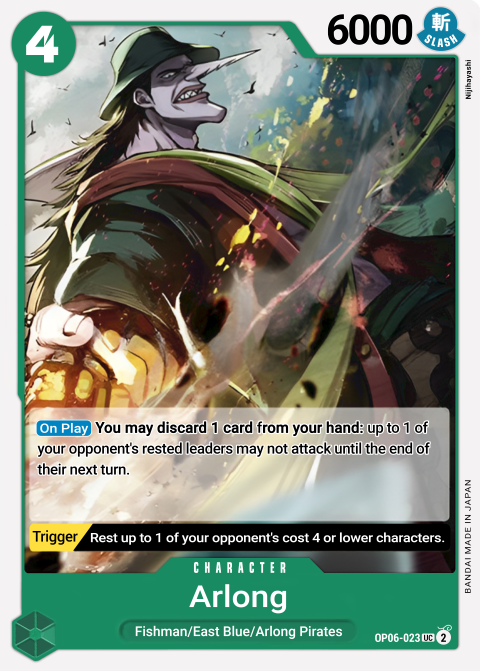 4
6000
斬
SLASH
Nijihayashi
On Play You may discard 1 card from your hand: up to 1 of
your opponent's rested leaders may not attack until the end of
their next turn.
Trigger Rest up to 1 of your opponent's cost 4 or lower characters.
BANDAI MADE IN JAPAN
CHARACTER
Arlong
Fishman/East Blue/Arlong Pirates
OP06-023 UC 2